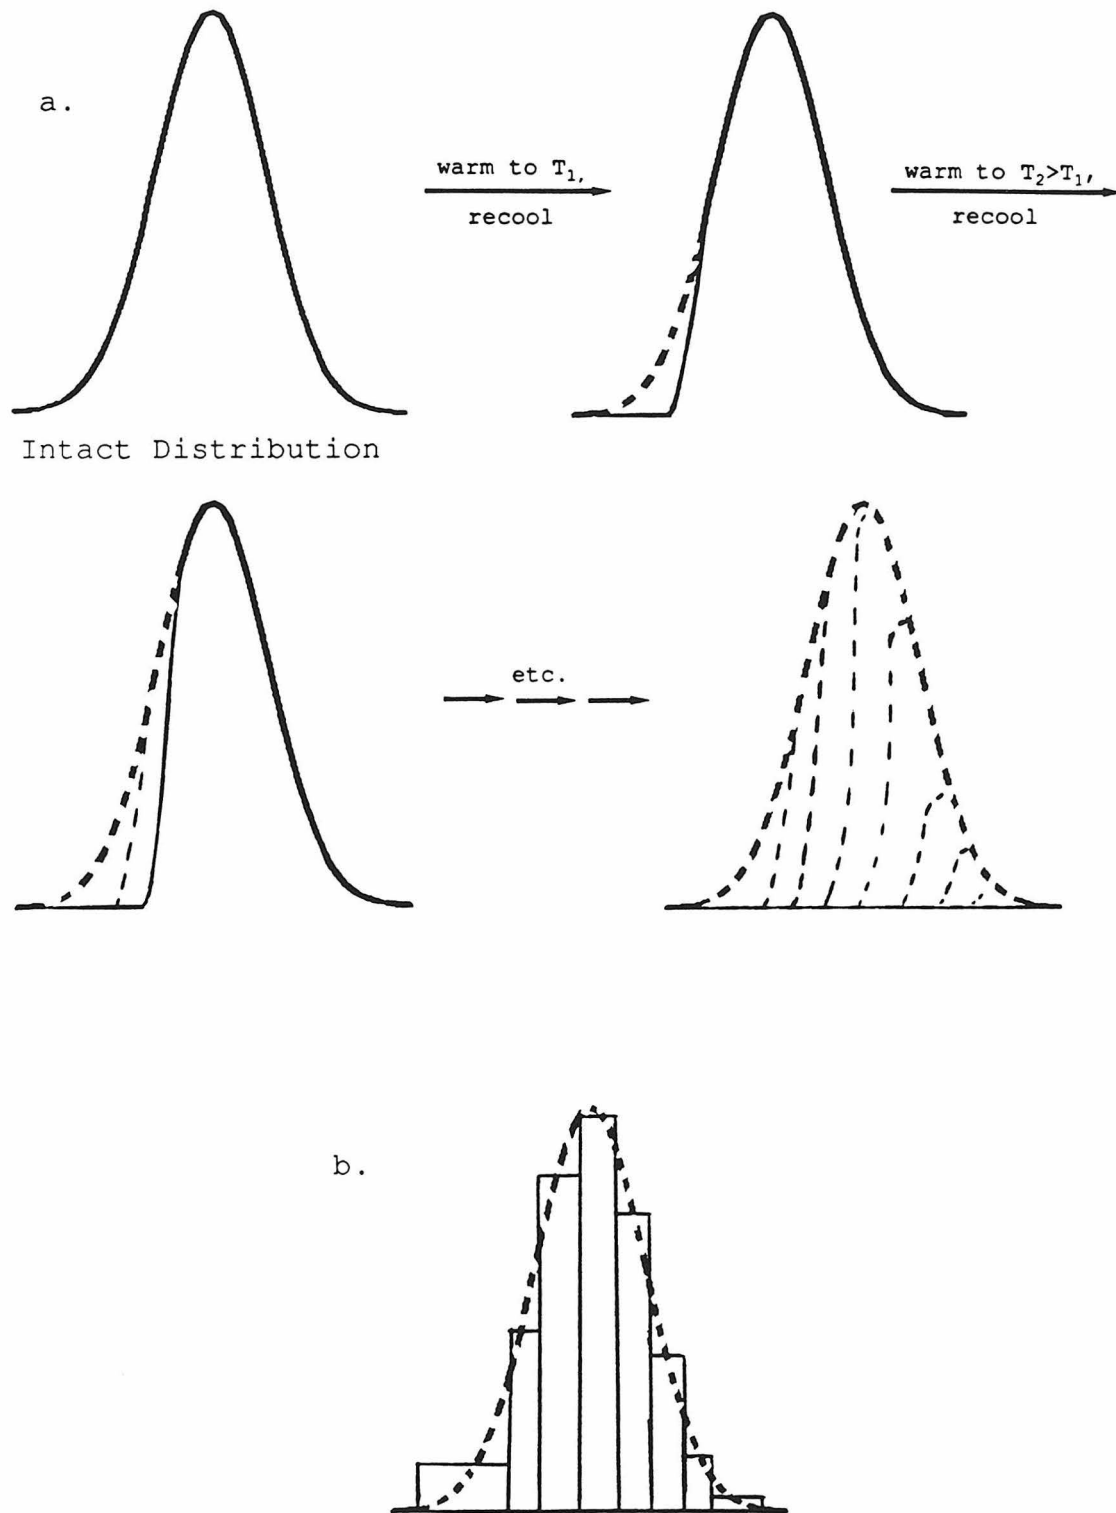 a.
warm to T₁,
recool
warm to T₂>T₁,
recool
Intact Distribution
etc.
b.